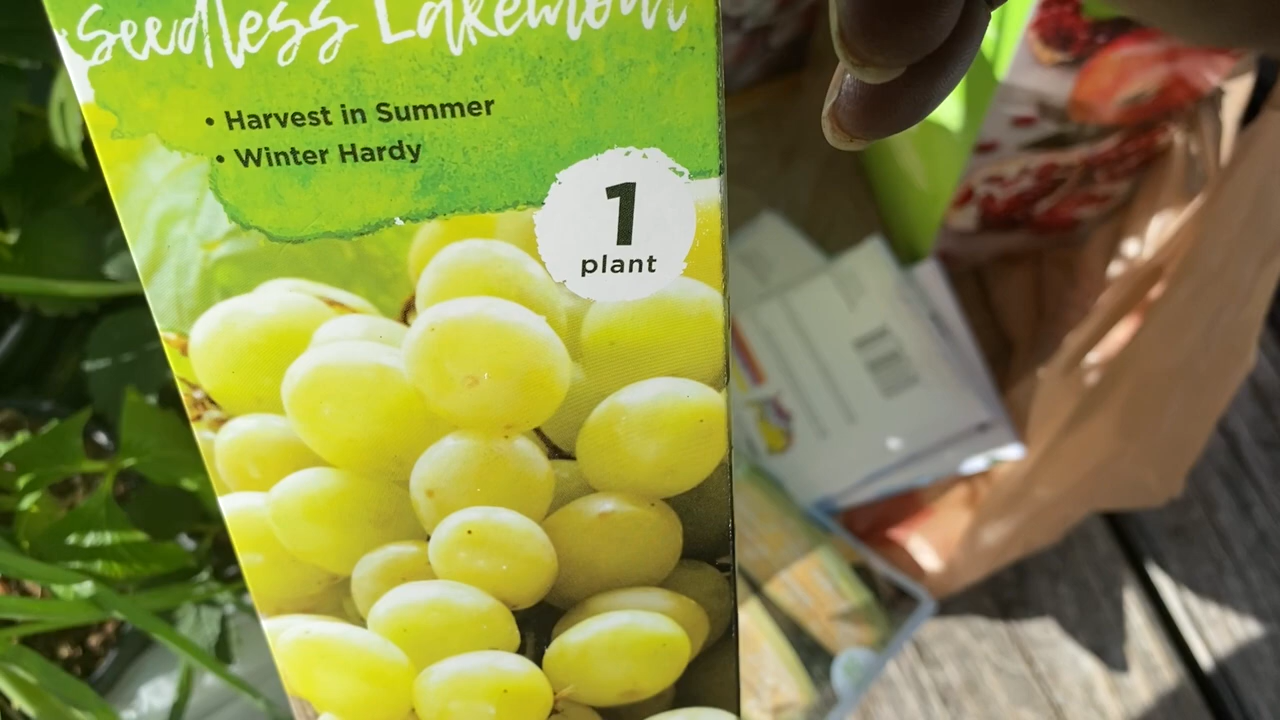 Seedless Lakemont
• Harvest in Summer
• Winter Hardy
1
plant